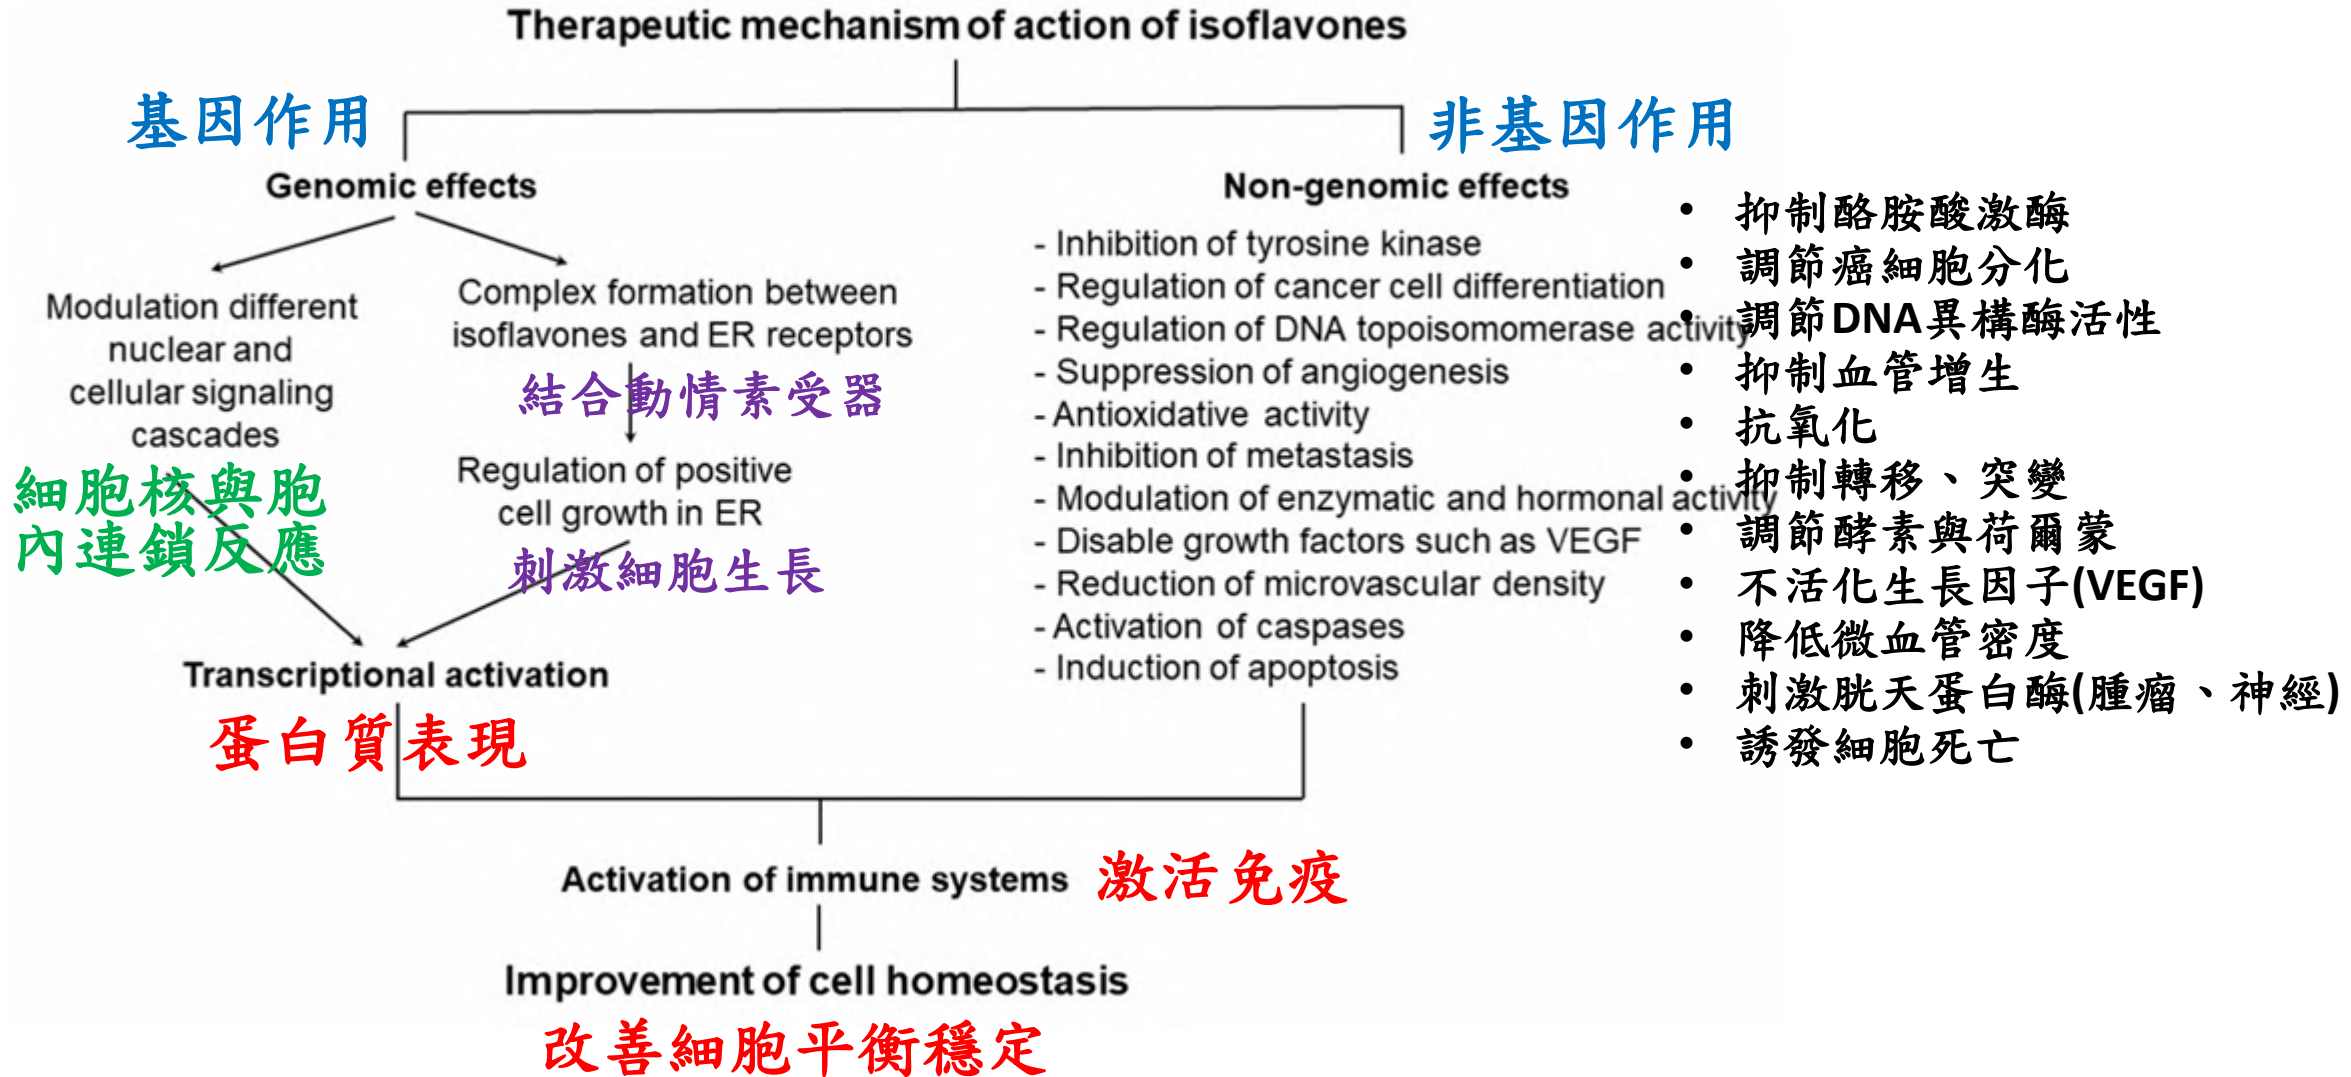 Therapeutic mechanism of action of isoflavones
基因作用
非基因作用
Genomic effects
Modulation different
nuclear and
cellular signaling
cascades
細胞核與胞
內連鎖反應
Complex formation between
isoflavones and ER receptors
結合動情素受器
Regulation of positive
cell growth in ER
刺激細胞生長
Transcriptional activation
蛋白質表現
Non-genomic effects
- Inhibition of tyrosine kinase
- Regulation of cancer cell differentiation
- Regulation of DNA topoisomomerase activity
- Suppression of angiogenesis
- Antioxidative activity
- Inhibition of metastasis
- Modulation of enzymatic and hormonal activity
- Disable growth factors such as VEGF
- Reduction of microvascular density
- Activation of caspases
- Induction of apoptosis
• 抑制酪胺酸激酶
• 調節癌細胞分化
• 調節DNA異構酶活性
• 抑制血管增生
• 抗氧化
• 抑制轉移、突變
• 調節酵素與荷爾蒙
• 不活化生長因子(VEGF)
• 降低微血管密度
• 刺激胱天蛋白酶(腫瘤、神經)
• 誘發細胞死亡
Activation of immune systems
激活免疫
Improvement of cell homeostasis
改善細胞平衡穩定